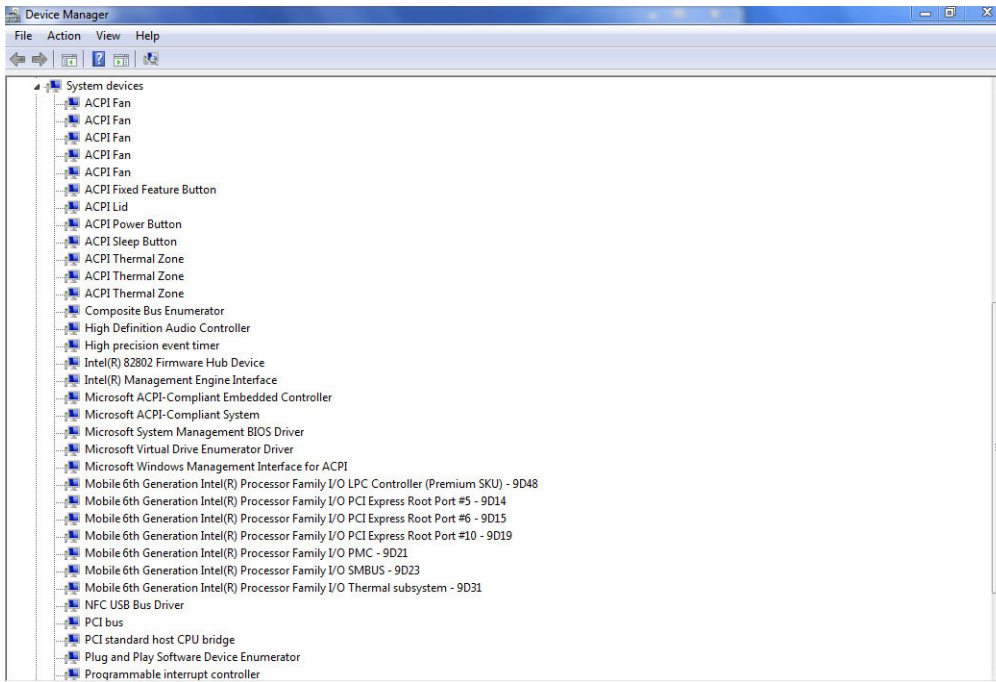 Device Manager
File Action View Help
System devices
ACPI Fan
ACPI Fan
ACPI Fan
ACPI Fan
ACPI Fan
ACPI Fixed Feature Button
ACPI Lid
ACPI Power Button
ACPI Sleep Button
ACPI Thermal Zone
ACPI Thermal Zone
ACPI Thermal Zone
Composite Bus Enumerator
High Definition Audio Controller
High precision event timer
Intel(R) 82802 Firmware Hub Device
Intel(R) Management Engine Interface
Microsoft ACPI-Compliant Embedded Controller
Microsoft ACPI-Compliant System
Microsoft System Management BIOS Driver
Microsoft Virtual Drive Enumerator Driver
Microsoft Windows Management Interface for ACPI
Mobile 6th Generation Intel(R) Processor Family I/O LPC Controller (Premium SKU) - 9D48
Mobile 6th Generation Intel(R) Processor Family I/O PCI Express Root Port #5 - 9D14
Mobile 6th Generation Intel(R) Processor Family I/O PCI Express Root Port #6 - 9D15
Mobile 6th Generation Intel(R) Processor Family I/O PCI Express Root Port #10 - 9D19
Mobile 6th Generation Intel(R) Processor Family I/O PMC - 9D21
Mobile 6th Generation Intel(R) Processor Family I/O SMBUS - 9D23
Mobile 6th Generation Intel(R) Processor Family I/O Thermal subsystem - 9D31
NFC USB Bus Driver
PCI bus
PCI standard host CPU bridge
Plug and Play Software Device Enumerator
Programmable interrupt controller